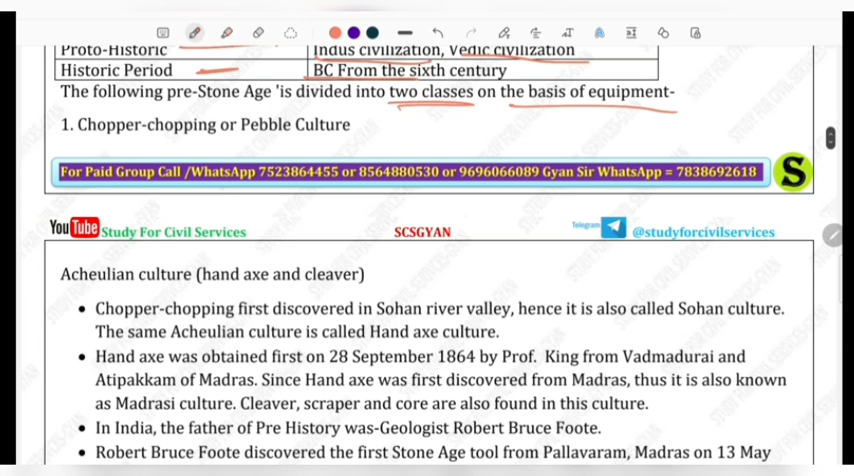 Proto-Historic Indus civilization, Vedic civilization
Historic Period BC From the sixth century
The following pre-Stone Age 'is divided into two classes on the basis of equipment-
1. Chopper-chopping or Pebble Culture
For Paid Group Call /WhatsApp 7523864455 or 8564880530 or 9696066089 Gyan Sir WhatsApp = 7838692618
S
YouTube Study For Civil Services SCSGYAN Telegram @studyforcivilservices
Acheulian culture (hand axe and cleaver)
• Chopper-chopping first discovered in Sohan river valley, hence it is also called Sohan culture.
The same Acheulian culture is called Hand axe culture.
• Hand axe was obtained first on 28 September 1864 by Prof. King from Vadmadurai and
Atipakkam of Madras. Since Hand axe was first discovered from Madras, thus it is also known
as Madrasi culture. Cleaver, scraper and core are also found in this culture.
• In India, the father of Pre History was-Geologist Robert Bruce Foote.
• Robert Bruce Foote discovered the first Stone Age tool from Pallavaram, Madras on 13 May